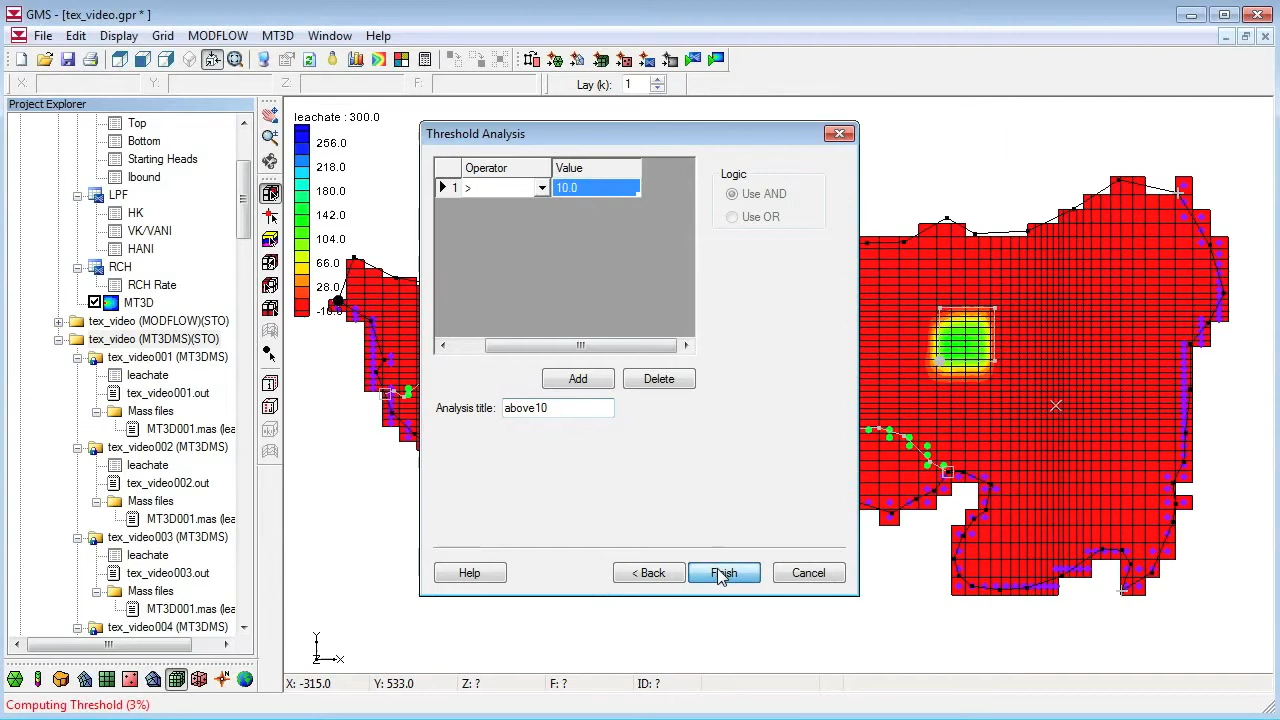 GMS - [tex_video.gpr * ]
File Edit Display Grid MODFLOW MT3D Window Help
X: Y: Z: F: Lay (k): 1
Project Explorer
Top
Bottom
Starting Heads
Ibound
LPF
HK
VK/VANI
HANI
RCH
RCH Rate
MT3D
tex_video (MODFLOW)(STO)
tex_video (MT3DMS)(STO)
tex_video001 (MT3DMS)
leachate
tex_video001.out
Mass files
MT3D001.mas (lea
tex_video002 (MT3DMS)
leachate
tex_video002.out
Mass files
MT3D001.mas (lea
tex_video003 (MT3DMS)
leachate
tex_video003.out
Mass files
MT3D001.mas (lea
tex_video004 (MT3DMS)
leachate : 300.0
256.0
218.0
180.0
142.0
104.0
66.0
28.0
Threshold Analysis
Operator Value
1 > 10.0
Logic
Use AND
Use OR
Add Delete
Analysis title: above10
Help < Back Finish Cancel
Y
Z X
X: -315.0 Y: 533.0 Z: ? F: ? ID: ?
Computing Threshold (3%)